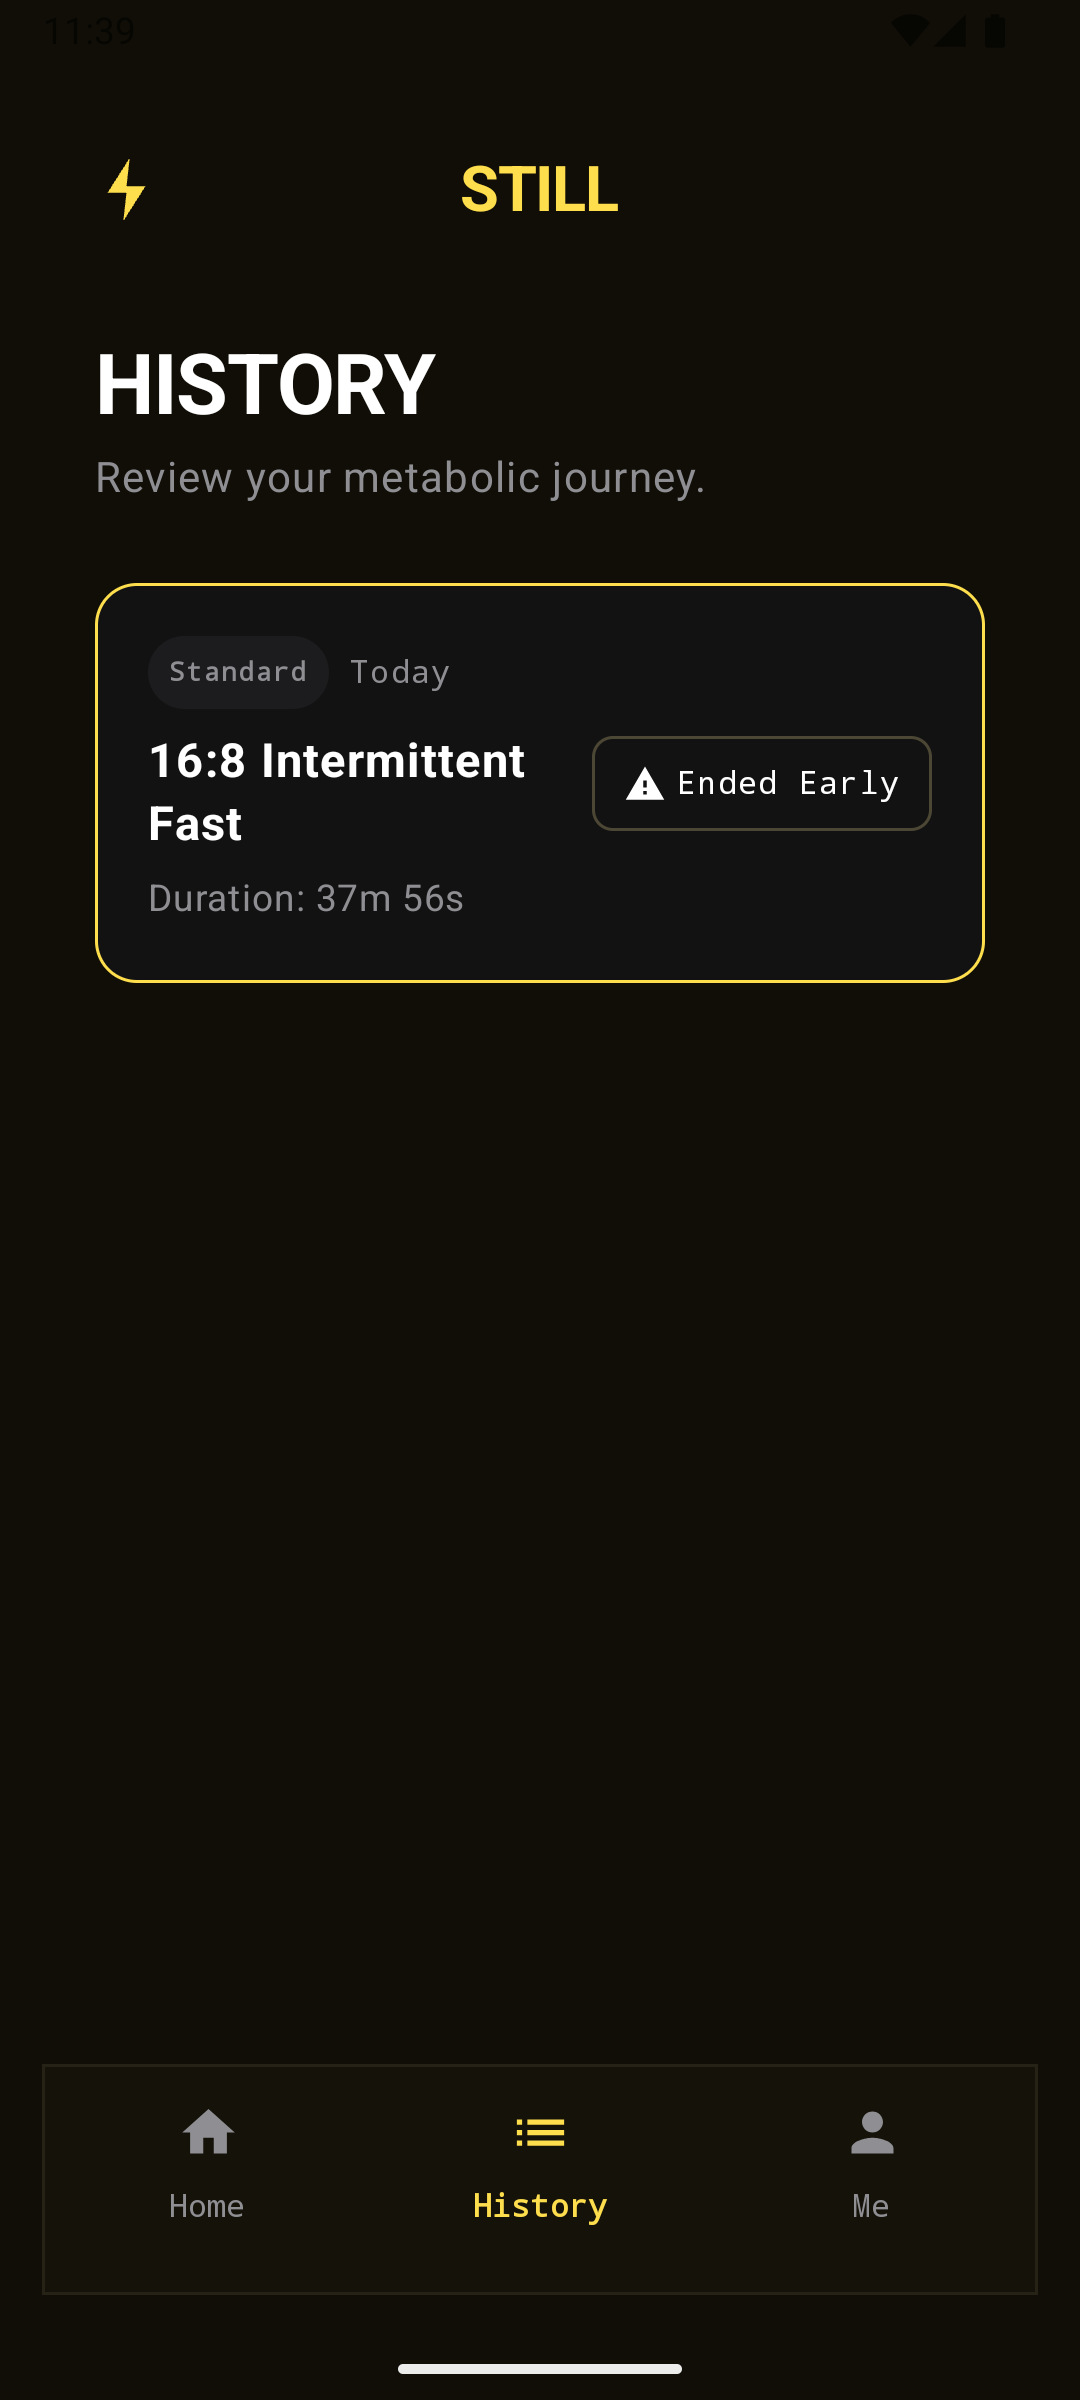 11:39
STILL
HISTORY
Review your metabolic journey.
Standard Today
16:8 Intermittent
Fast
Ended Early
Duration: 37m 56s
Home History Me